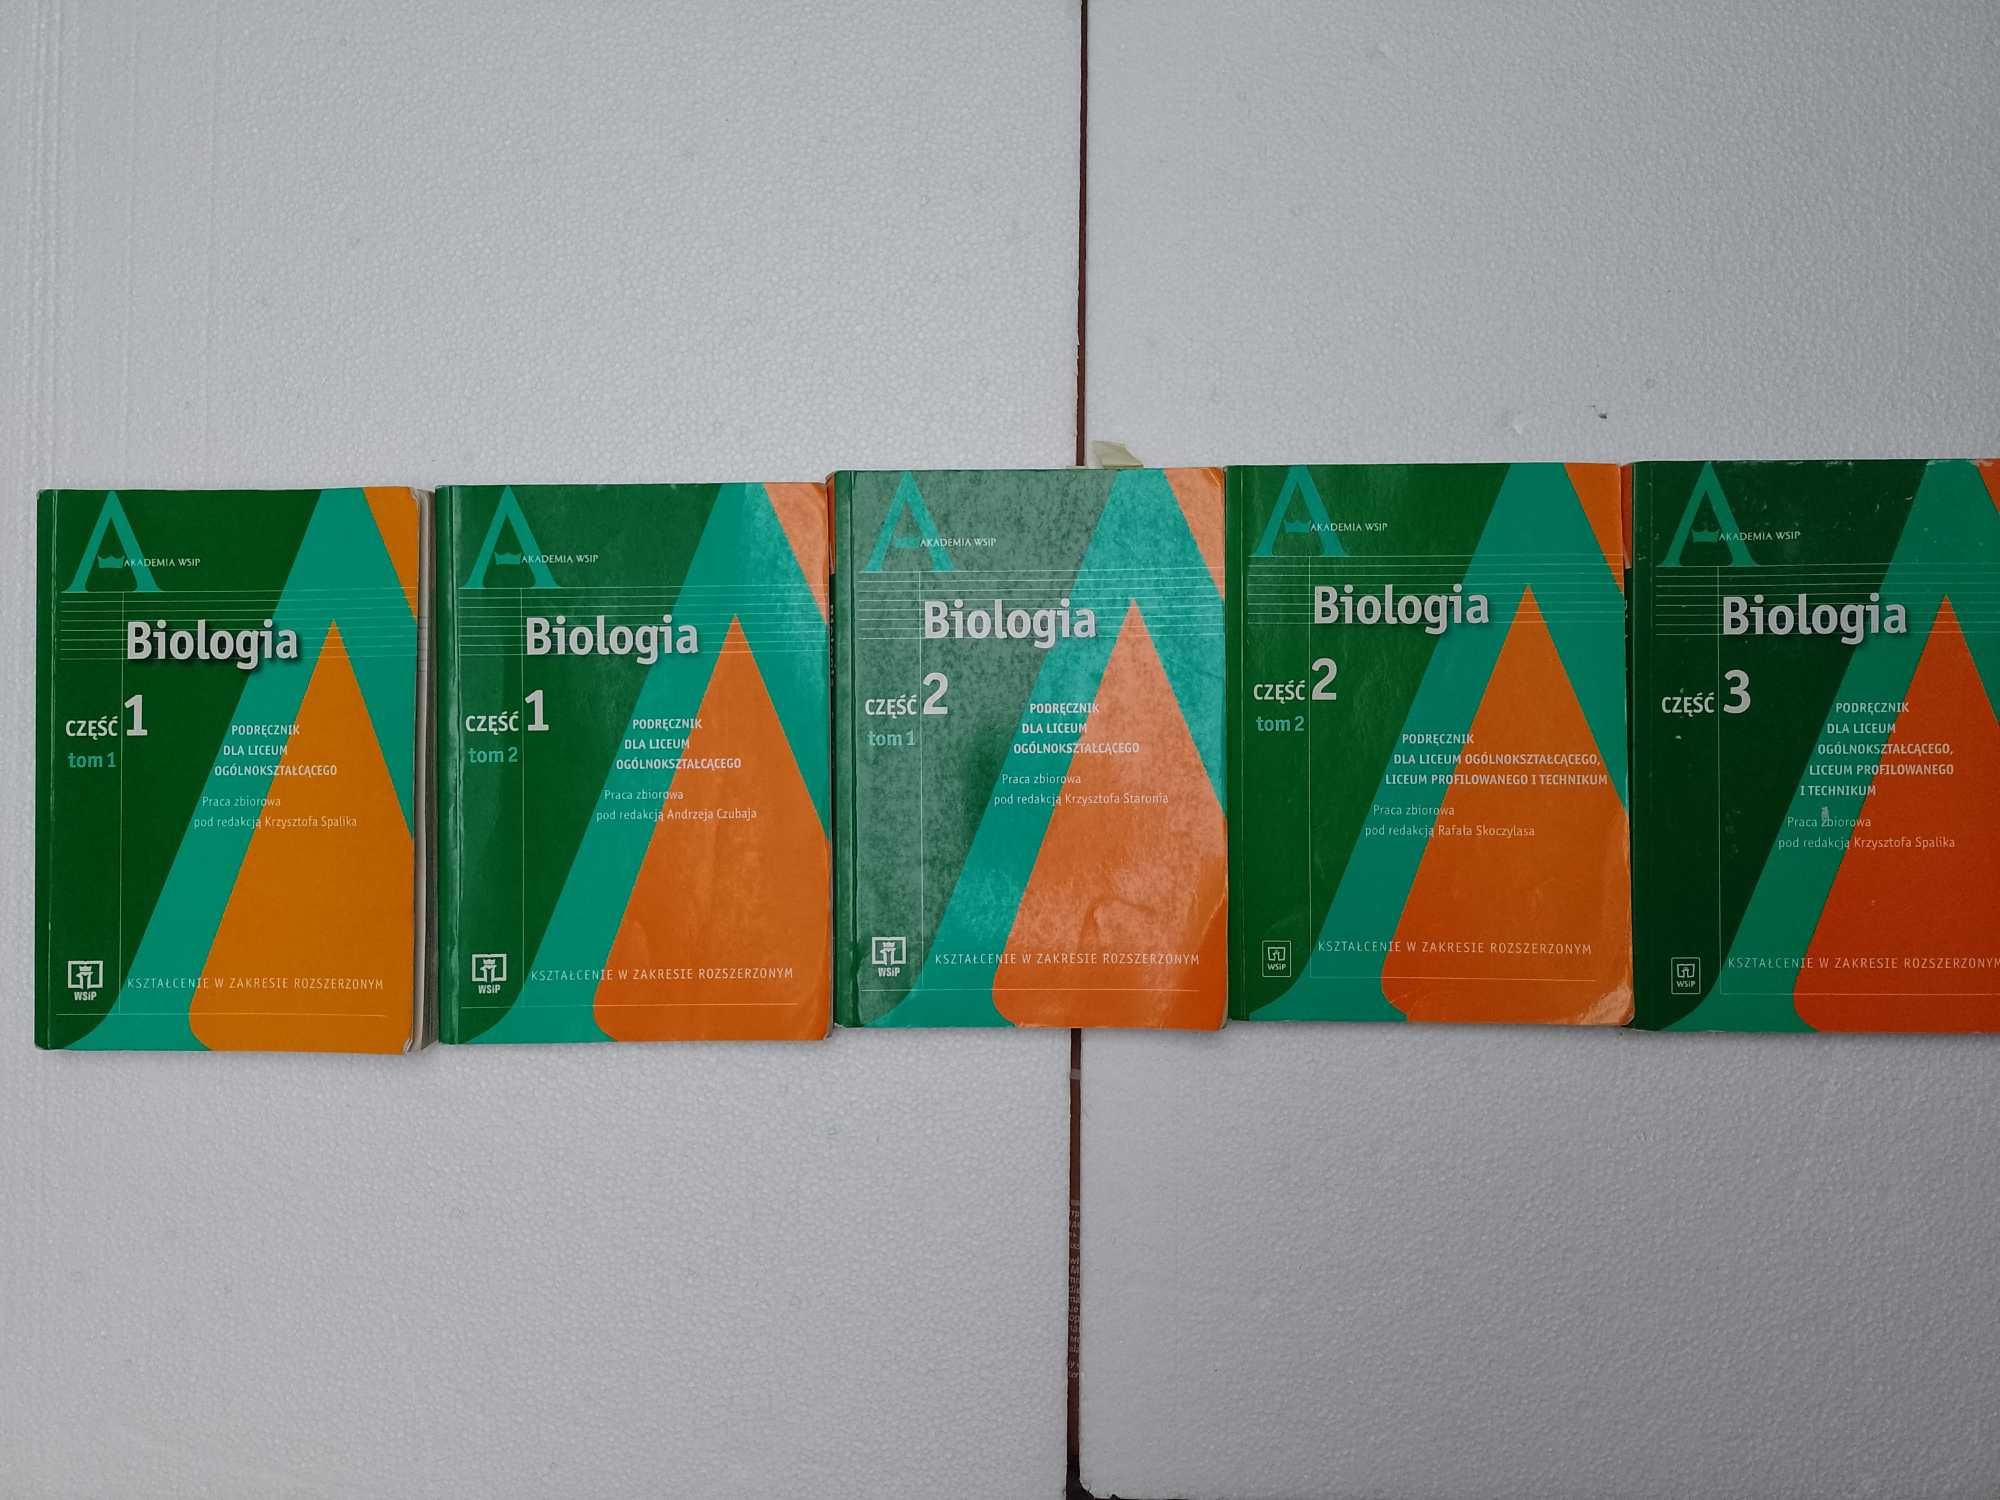 AKADEMIA WSIP
Biologia
CZĘŚĆ 1
tom 1
PODRĘCZNIK
DLA LICEUM
OGÓLNOKSZTAŁCĄCEGO
Praca zbiorowa
pod redakcją Krzysztofa Spalika
WSiP
KSZTAŁCENIE W ZAKRESIE ROZSZERZONYM
AKADEMIA WSIP
Biologia
CZĘŚĆ 1
tom 2
PODRĘCZNIK
DLA LICEUM
OGÓLNOKSZTAŁCĄCEGO
Praca zbiorowa
pod redakcją Andrzeja Czubaja
WSiP
KSZTAŁCENIE W ZAKRESIE ROZSZERZONYM
AKADEMIA WSIP
Biologia
CZĘŚĆ 2
tom 1
PODRĘCZNIK
DLA LICEUM
OGÓLNOKSZTAŁCĄCEGO
Praca zbiorowa
pod redakcją Krzysztofa Staronia
WSiP
KSZTAŁCENIE W ZAKRESIE ROZSZERZONYM
AKADEMIA WSIP
Biologia
CZĘŚĆ 2
tom 2
PODRĘCZNIK
DLA LICEUM OGÓLNOKSZTAŁCĄCEGO,
LICEUM PROFILOWANEGO I TECHNIKUM
Praca zbiorowa
pod redakcją Rafała Skoczylasa
WSiP
KSZTAŁCENIE W ZAKRESIE ROZSZERZONYM
AKADEMIA WSIP
Biologia
CZĘŚĆ 3
PODRĘCZNIK
DLA LICEUM
OGÓLNOKSZTAŁCĄCEGO,
LICEUM PROFILOWANEGO
I TECHNIKUM
Praca zbiorowa
pod redakcją Krzysztofa Spalika
WSiP
KSZTAŁCENIE W ZAKRESIE ROZSZERZONYM